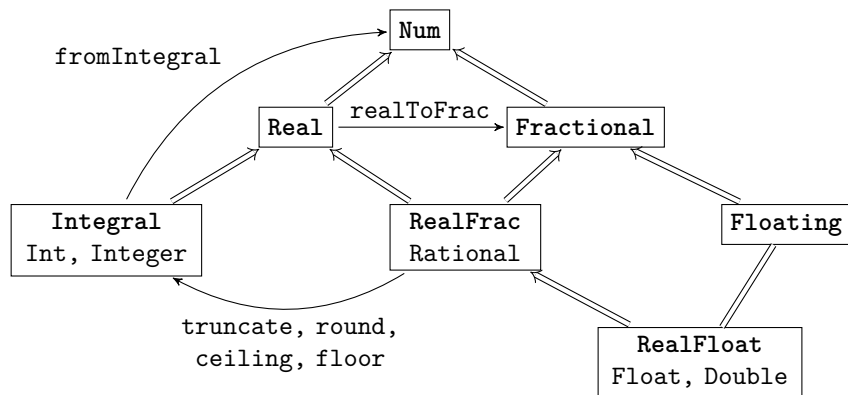 Num
fromIntegral
Real
realToFrac
Fractional
Integral
Int, Integer
RealFrac
Rational
Floating
truncate, round,
ceiling, floor
RealFloat
Float, Double